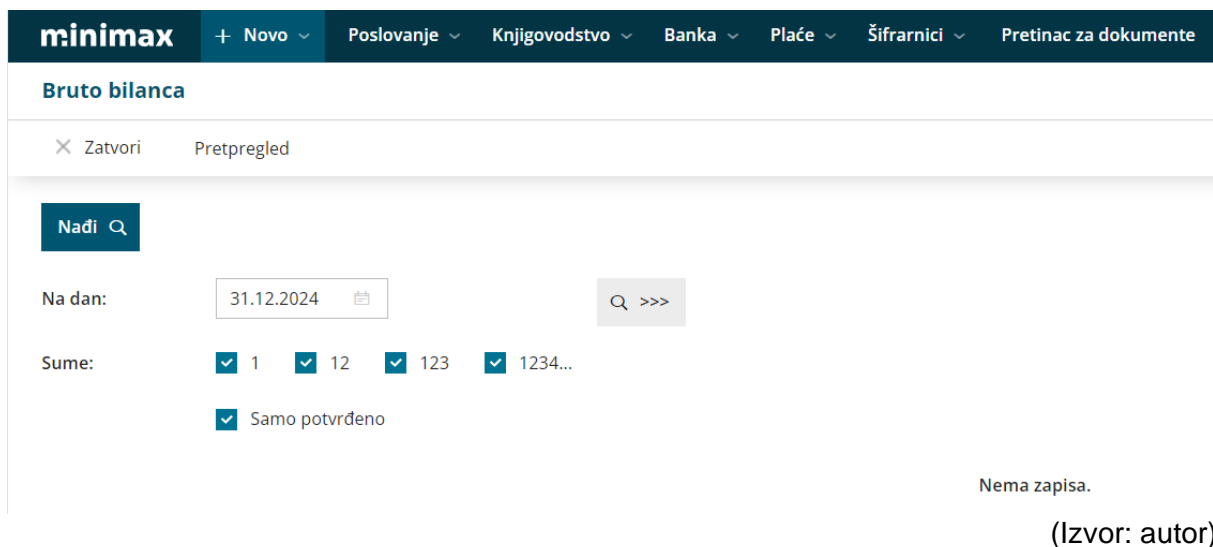 minimax + Novo Poslovanje Knjigovodstvo Banka Plaće Šifrarnici Pretinac za dokumente
Bruto bilanca
Zatvori Pretpregled
Nađi
Na dan: 31.12.2024 >>>
Sume: 1 12 123 1234...
Samo potvrđeno
Nema zapisa.
(Izvor: autor)